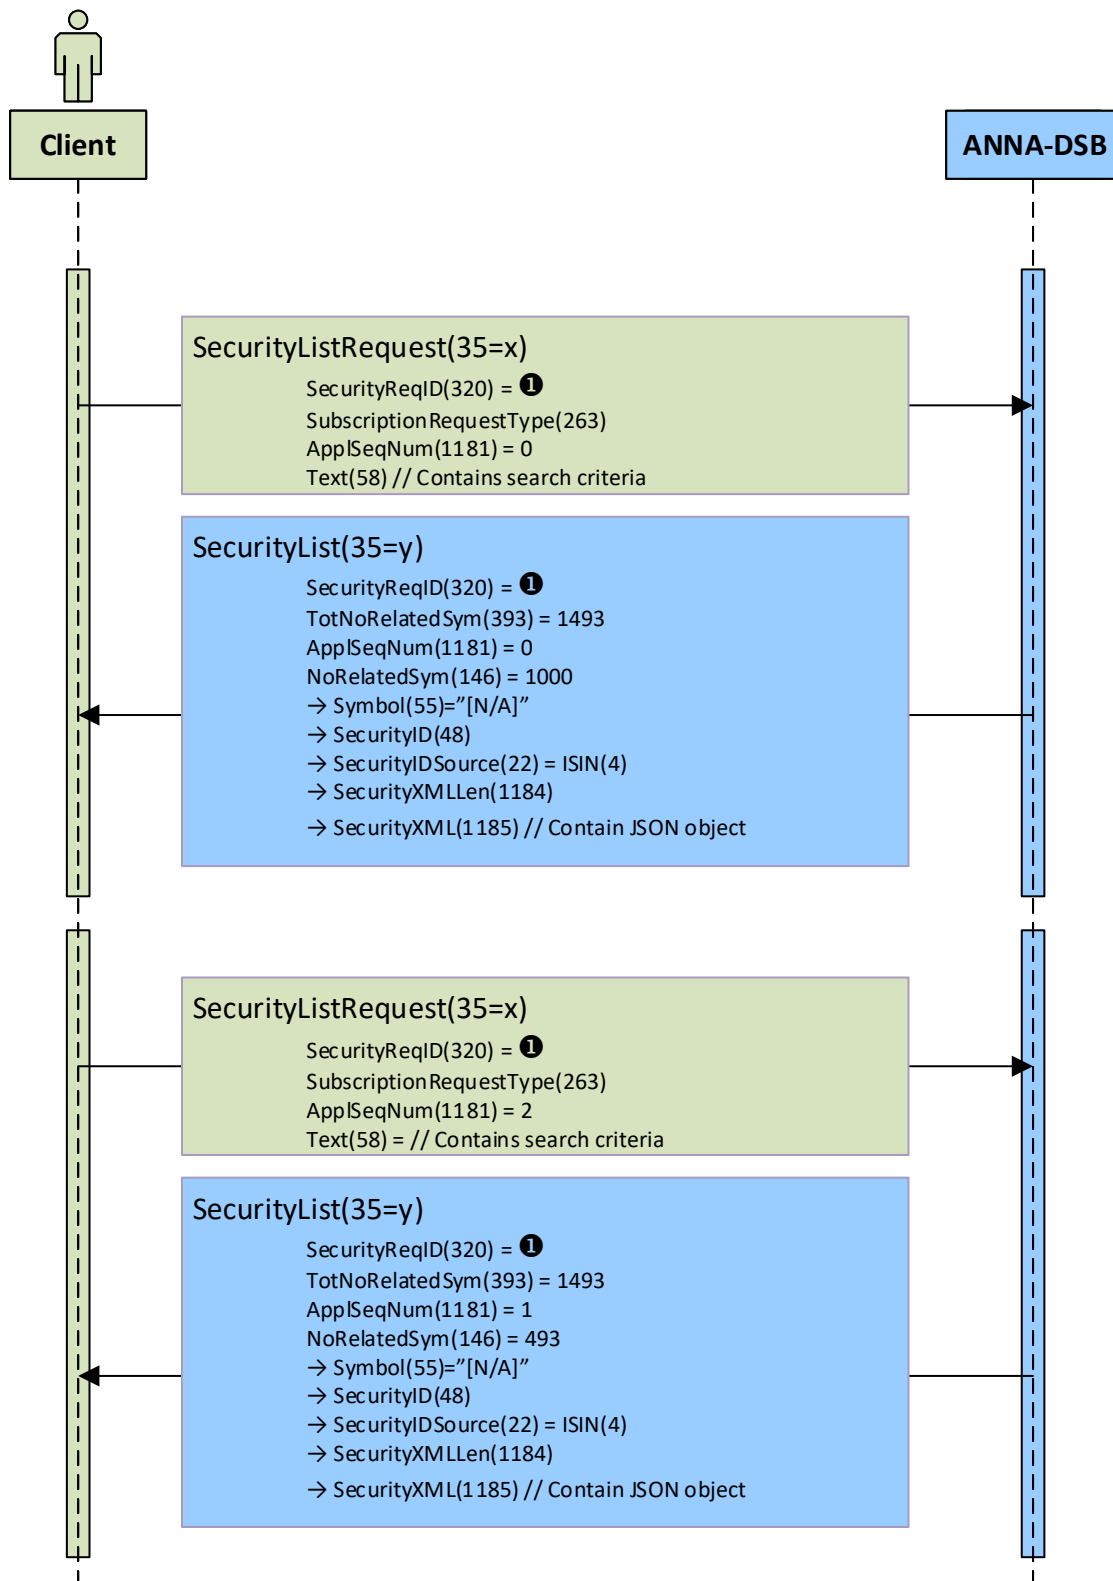 Client
ANNA-DSB
SecurityListRequest(35=x)
SecurityReqID(320) = ❶
SubscriptionRequestType(263)
ApplSeqNum(1181) = 0
Text(58) // Contains search criteria
SecurityList(35=y)
SecurityReqID(320) = ❶
TotNoRelatedSym(393) = 1493
ApplSeqNum(1181) = 0
NoRelatedSym(146) = 1000
→ Symbol(55)=”[N/A]”
→ SecurityID(48)
→ SecurityIDSource(22) = ISIN(4)
→ SecurityXMLLen(1184)
→ SecurityXML(1185) // Contain JSON object
SecurityListRequest(35=x)
SecurityReqID(320) = ❶
SubscriptionRequestType(263)
ApplSeqNum(1181) = 2
Text(58) = // Contains search criteria
SecurityList(35=y)
SecurityReqID(320) = ❶
TotNoRelatedSym(393) = 1493
ApplSeqNum(1181) = 1
NoRelatedSym(146) = 493
→ Symbol(55)=”[N/A]”
→ SecurityID(48)
→ SecurityIDSource(22) = ISIN(4)
→ SecurityXMLLen(1184)
→ SecurityXML(1185) // Contain JSON object